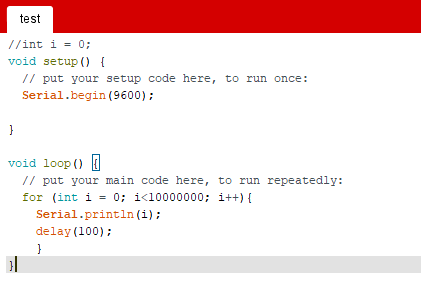 test
//int i = 0;
void setup() {
// put your setup code here, to run once:
Serial.begin(9600);
}
void loop() {
// put your main code here, to run repeatedly:
for (int i = 0; i<10000000; i++){
Serial.println(i);
delay(100);
}
}